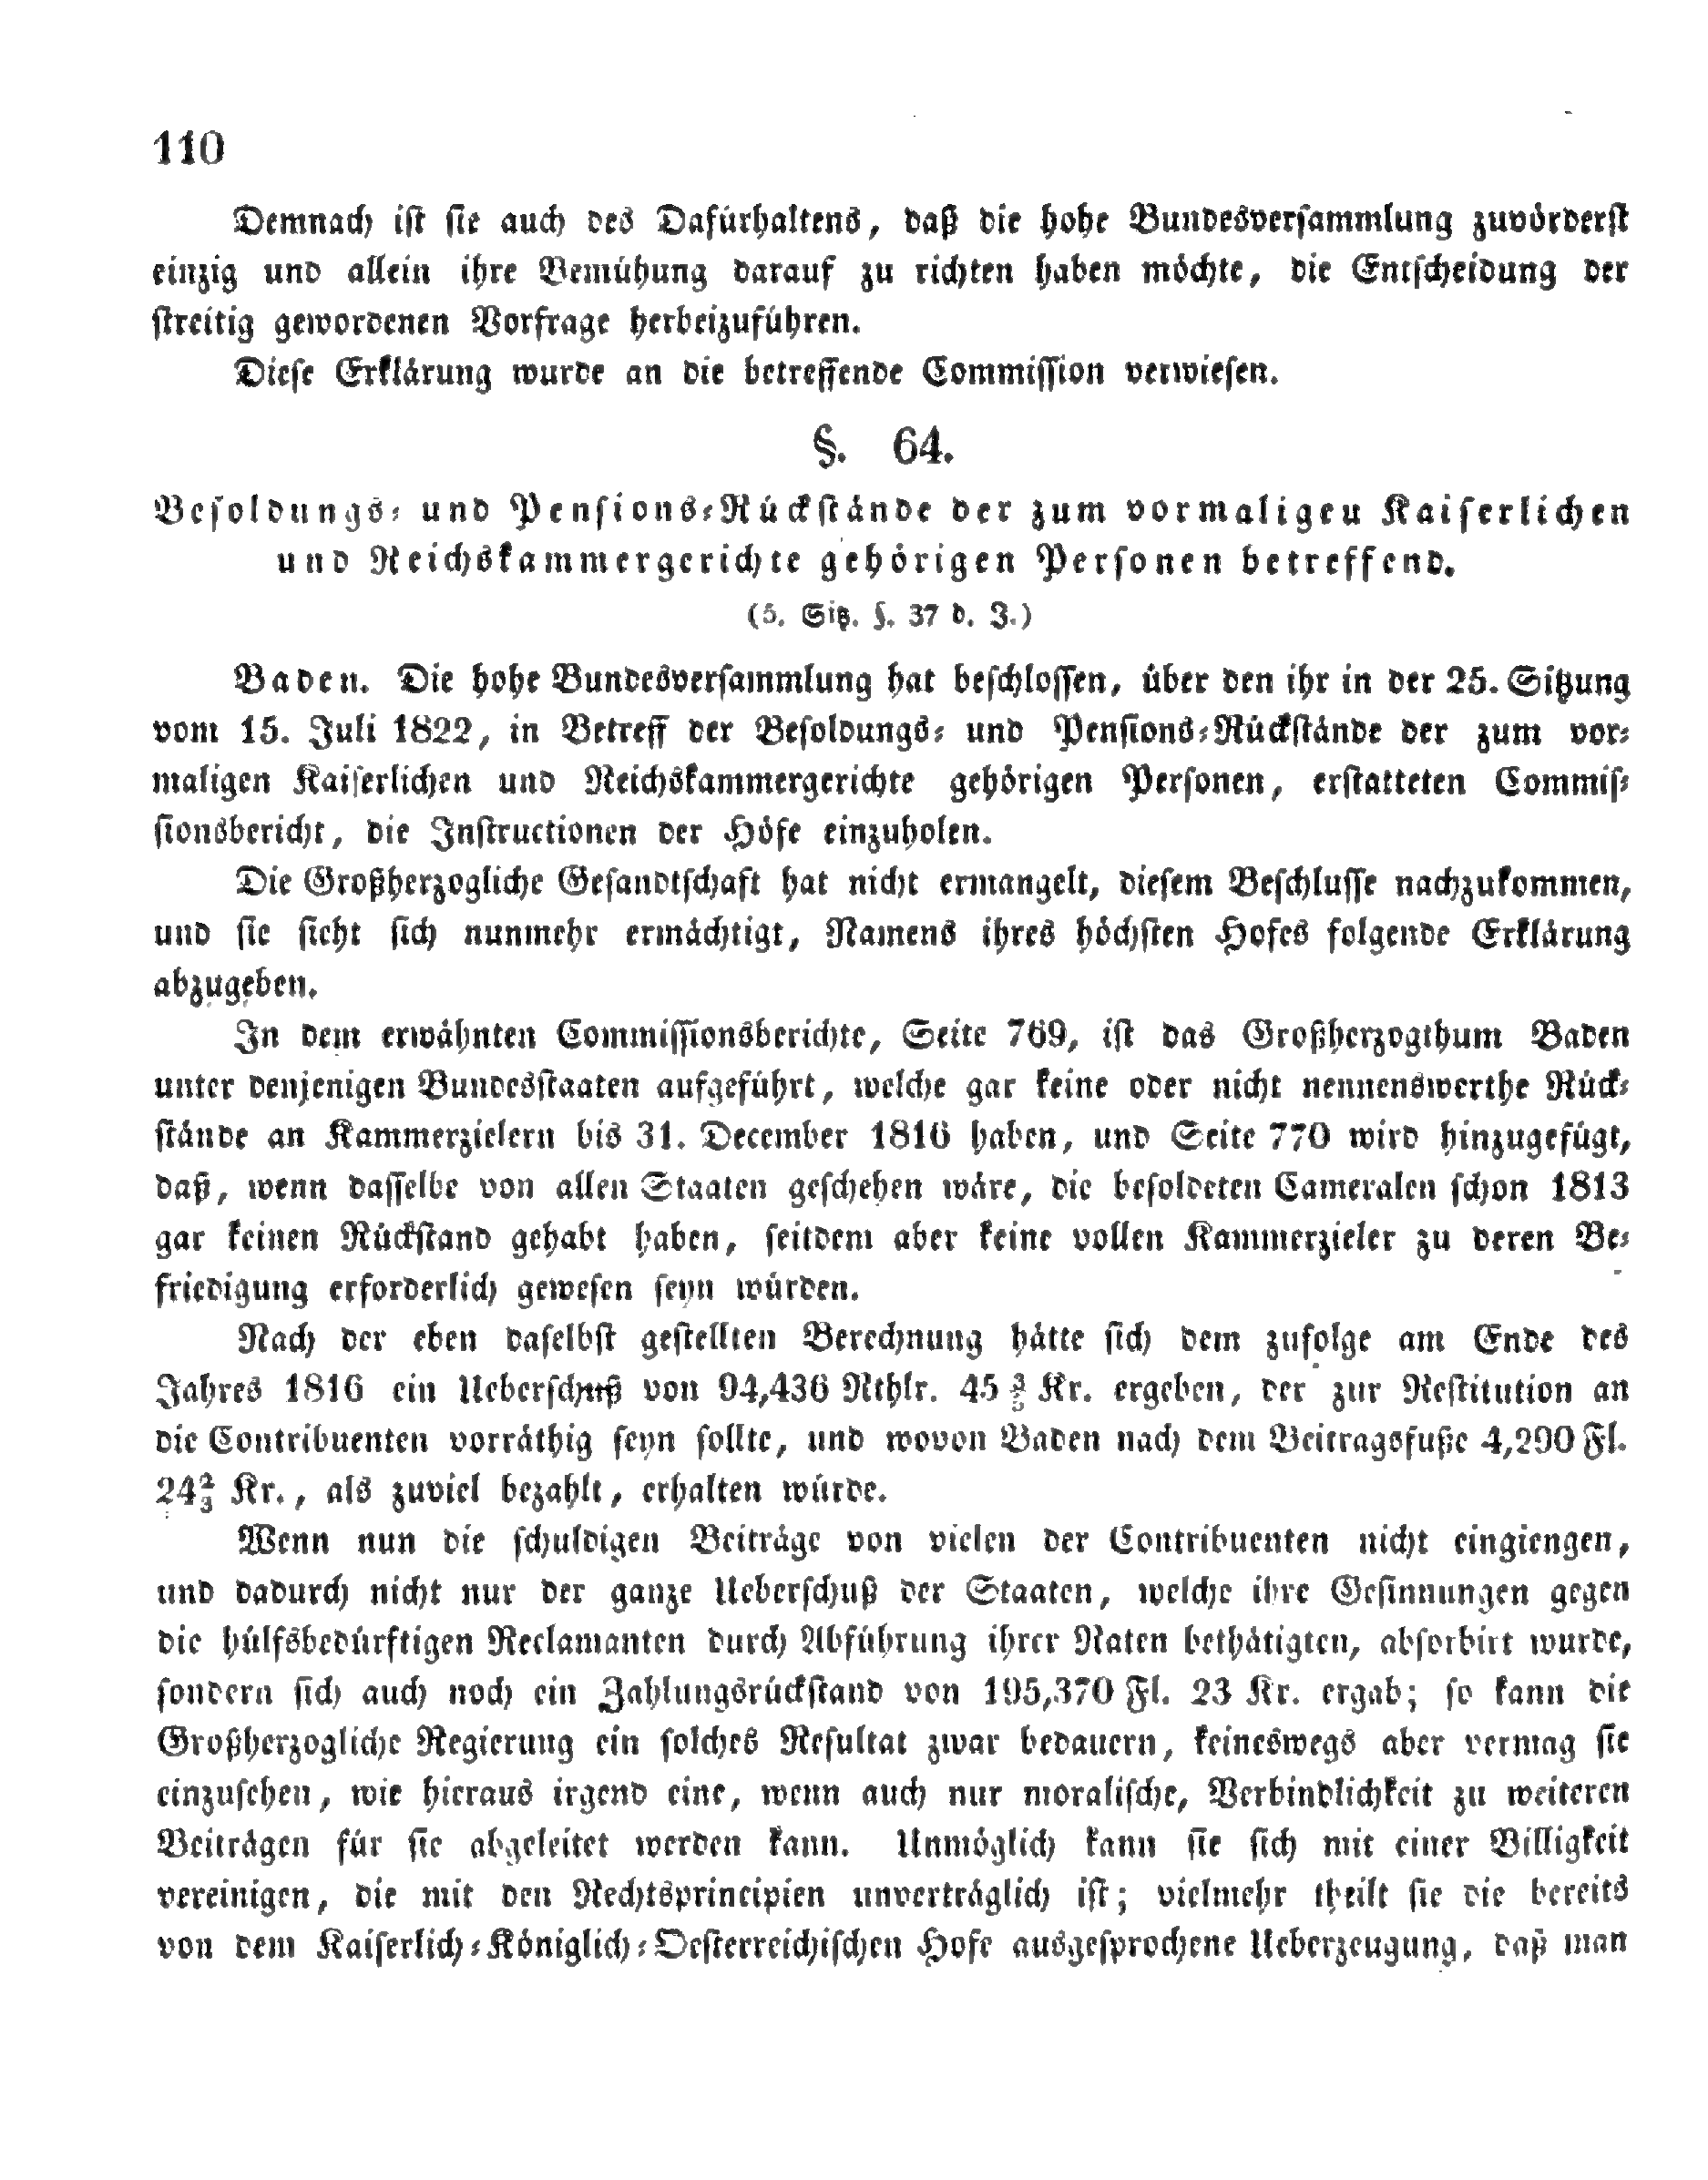 110
Demnach ist sie auch des Dafürhaltens, daß die hohe Bundesversammlung zuvörderst
einzig und allein ihre Bemühung darauf zu richten haben möchte, die Entscheidung der
streitig gewordenen Vorfrage herbeizuführen.
Diese Erklärung wurde an die betreffende Commission verwiesen.
§. 64.
Besoldungs- und Pensions-Rückstände der zum vormaligeu Kaiserlichen
und Reichskammergerichte gehörigen Personen betreffend.
(5. Sitz. §. 37 d. J.)
Baden. Die hohe Bundesversammlung hat beschlossen, über den ihr in der 25. Sitzung
vom 15. Juli 1822, in Betreff der Besoldungs- und Pensions-Rückstände der zum vor-
maligen Kaiserlichen und Reichskammergerichte gehörigen Personen, erstatteten Commis-
sionsbericht, die Instructionen der Höfe einzuholen.
Die Großherzogliche Gesandtschaft hat nicht ermangelt, diesem Beschlusse nachzukommen,
und sie sieht sich nunmehr ermächtigt, Namens ihres höchsten Hofes folgende Erklärung
abzugeben.
In dem erwähnten Commissionsberichte, Seite 769, ist das Großherzogthum Baden
unter denjenigen Bundesstaaten aufgeführt, welche gar keine oder nicht nennenswerthe Rück-
stände an Kammerzielern bis 31. December 1816 haben, und Seite 770 wird hinzugefügt,
daß, wenn dasselbe von allen Staaten geschehen wäre, die besoldeten Cameralen schon 1813
gar keinen Rückstand gehabt haben, seitdem aber keine vollen Kammerzieler zu deren Be-
friedigung erforderlich gewesen seyn würden.
Nach der eben daselbst gestellten Berechnung hätte sich dem zufolge am Ende des
Jahres 1816 ein Ueberschuß von 94,436 Rthlr. 45 3/5 Kr. ergeben, der zur Restitution an
die Contribuenten vorräthig seyn sollte, und wovon Baden nach dem Beitragsfuße 4,290 Fl.
24 2/3 Kr., als zuviel bezahlt, erhalten würde.
Wenn nun die schuldigen Beiträge von vielen der Contribuenten nicht eingiengen,
und dadurch nicht nur der ganze Ueberschuß der Staaten, welche ihre Gesinnungen gegen
die hülfsbedürftigen Reclamanten durch Abführung ihrer Raten bethätigten, absorbirt wurde,
sondern sich auch noch ein Zahlungsrückstand von 195,370 Fl. 23 Kr. ergab; so kann die
Großherzogliche Regierung ein solches Resultat zwar bedauern, keineswegs aber vermag sie
einzusehen, wie hieraus irgend eine, wenn auch nur moralische, Verbindlichkeit zu weiteren
Beiträgen für sie abgeleitet werden kann. Unmöglich kann sie sich mit einer Billigkeit
vereinigen, die mit den Rechtsprincipien unverträglich ist; vielmehr theilt sie die bereits
von dem Kaiserlich-Königlich-Oesterreichischen Hofe ausgesprochene Ueberzeugung, daß man